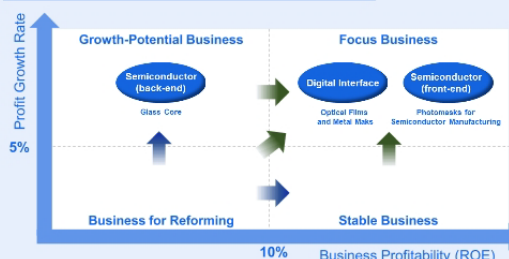 Profit Growth Rate
Growth-Potential Business
Focus Business
Semiconductor
(back-end)
Digital Interface
Semiconductor
(front-end)
Glass Core
Optical Films
and Metal Maks
Photomasks for
Semiconductor Manufacturing
5%
Business for Reforming
Stable Business
10%
Business Profitability (ROE)